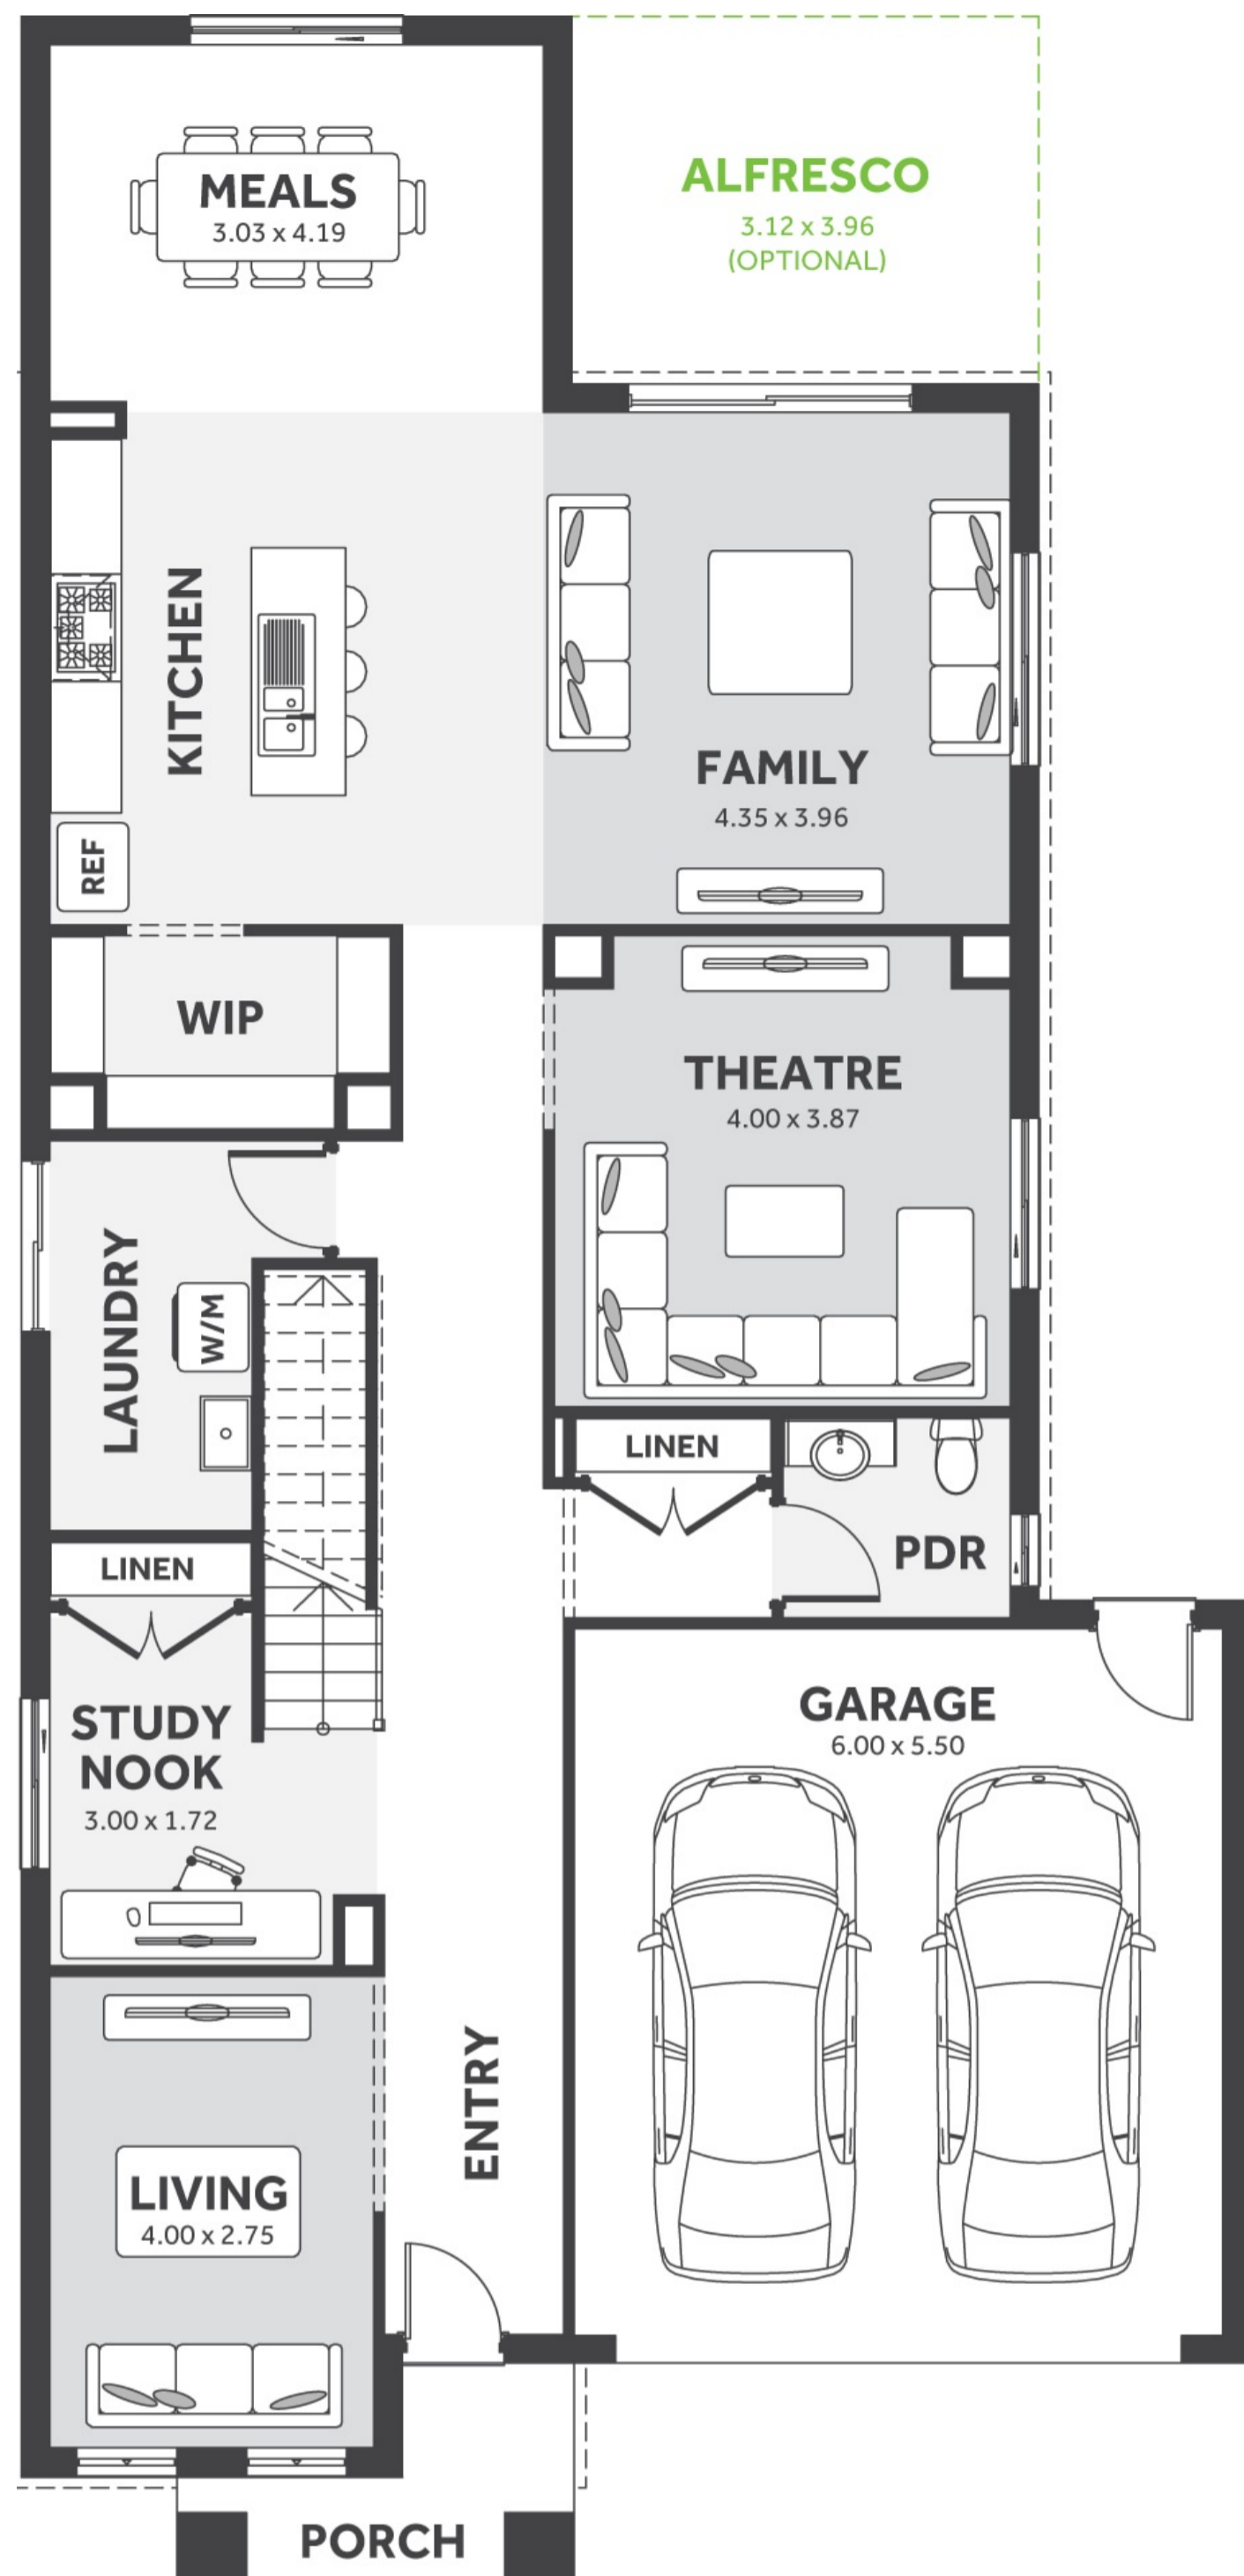 MEALS
3.03 x 4.19
ALFRESCO
3.12 x 3.96
(OPTIONAL)
KITCHEN
FAMILY
4.35 x 3.96
REF
WIP
THEATRE
4.00 x 3.87
LAUNDRY
W/M
LINEN
PDR
LINEN
STUDY
NOOK
3.00 x 1.72
GARAGE
6.00 x 5.50
ENTRY
LIVING
4.00 x 2.75
PORCH